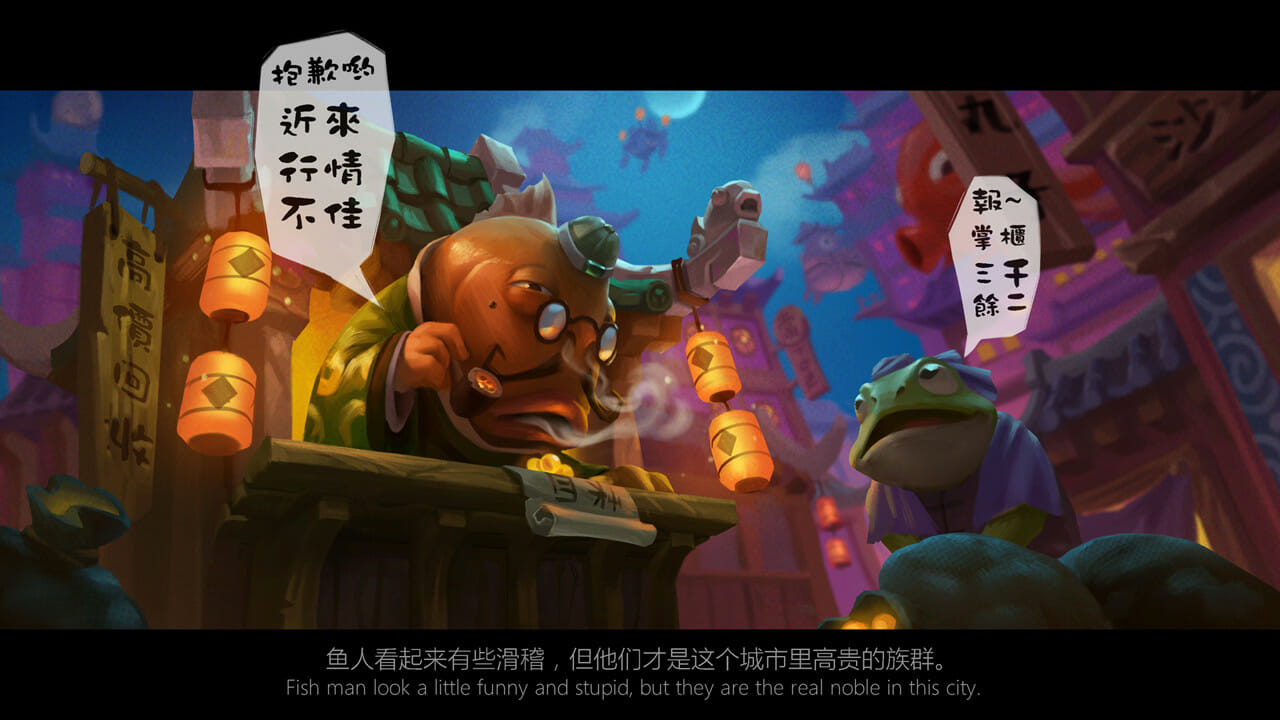 抱歉哟
近來
行情
不佳
報~
掌櫃
三千
餘二
高價回收
丸
沙
鱼人看起来有些滑稽，但他们才是这个城市里高贵的族群。
Fish man look a little funny and stupid, but they are the real noble in this city.